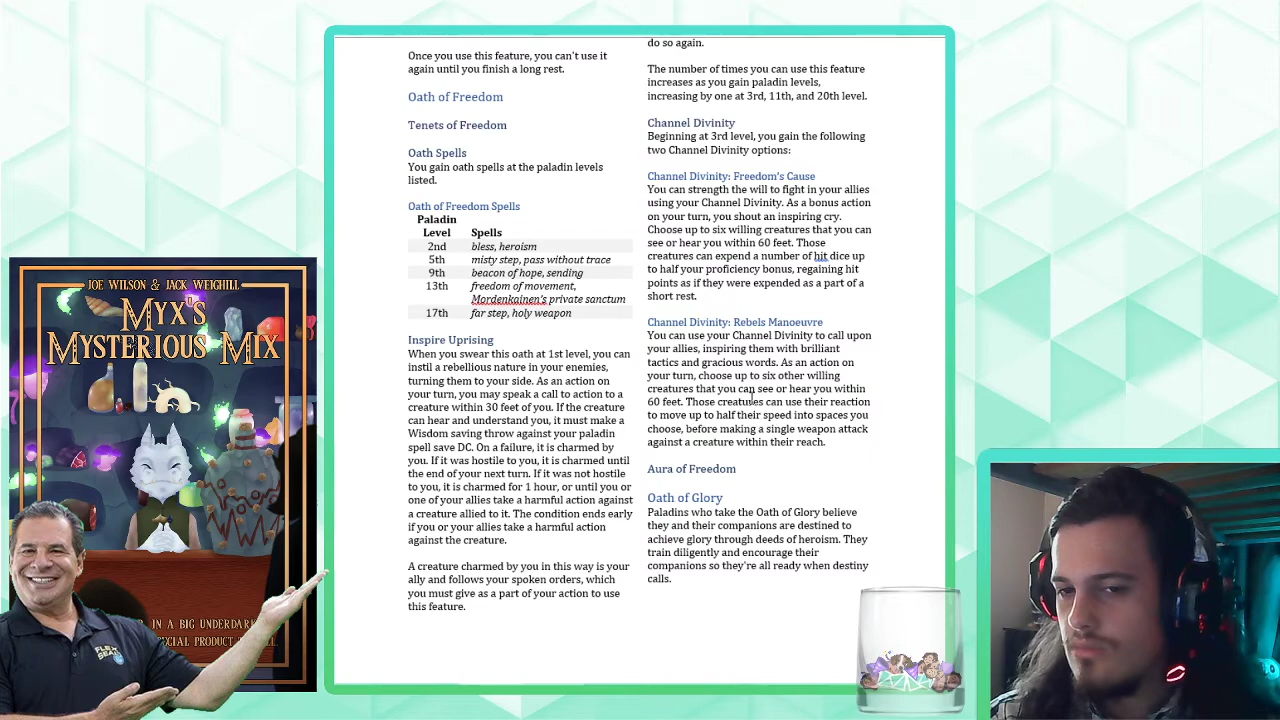 JOE WILSON & JACK WEIGHILL
MYX'S
MYSTERIOUS MIX
IN A BIG UNDERDARK
Once you use this feature, you can't use it
again until you finish a long rest.
Oath of Freedom
Tenets of Freedom
Oath Spells
You gain oath spells at the paladin levels
listed.
Oath of Freedom Spells
Paladin
Level Spells
2nd bless, heroism
5th misty step, pass without trace
9th beacon of hope, sending
13th freedom of movement,
Mordenkainen's private sanctum
17th far step, holy weapon
Inspire Uprising
When you swear this oath at 1st level, you can
instil a rebellious nature in your enemies,
turning them to your side. As an action on
your turn, you may speak a call to action to a
creature within 30 feet of you. If the creature
can hear and understand you, it must make a
Wisdom saving throw against your paladin
spell save DC. On a failure, it is charmed by
you. If it was hostile to you, it is charmed until
the end of your next turn. If it was not hostile
to you, it is charmed for 1 hour, or until you or
one of your allies take a harmful action against
a creature allied to it. The condition ends early
if you or your allies take a harmful action
against the creature.
A creature charmed by you in this way is your
ally and follows your spoken orders, which
you must give as a part of your action to use
this feature.
do so again.
The number of times you can use this feature
increases as you gain paladin levels,
increasing by one at 3rd, 11th, and 20th level.
Channel Divinity
Beginning at 3rd level, you gain the following
two Channel Divinity options:
Channel Divinity: Freedom's Cause
You can strength the will to fight in your allies
using your Channel Divinity. As a bonus action
on your turn, you shout an inspiring cry.
Choose up to six willing creatures that you can
see or hear you within 60 feet. Those
creatures can expend a number of hit dice up
to half your proficiency bonus, regaining hit
points as if they were expended as a part of a
short rest.
Channel Divinity: Rebels Manoeuvre
You can use your Channel Divinity to call upon
your allies, inspiring them with brilliant
tactics and gracious words. As an action on
your turn, choose up to six other willing
creatures that you can see or hear you within
60 feet. Those creatures can use their reaction
to move up to half their speed into spaces you
choose, before making a single weapon attack
against a creature within their reach.
Aura of Freedom
Oath of Glory
Paladins who take the Oath of Glory believe
they and their companions are destined to
achieve glory through deeds of heroism. They
train diligently and encourage their
companions so they're all ready when destiny
calls.